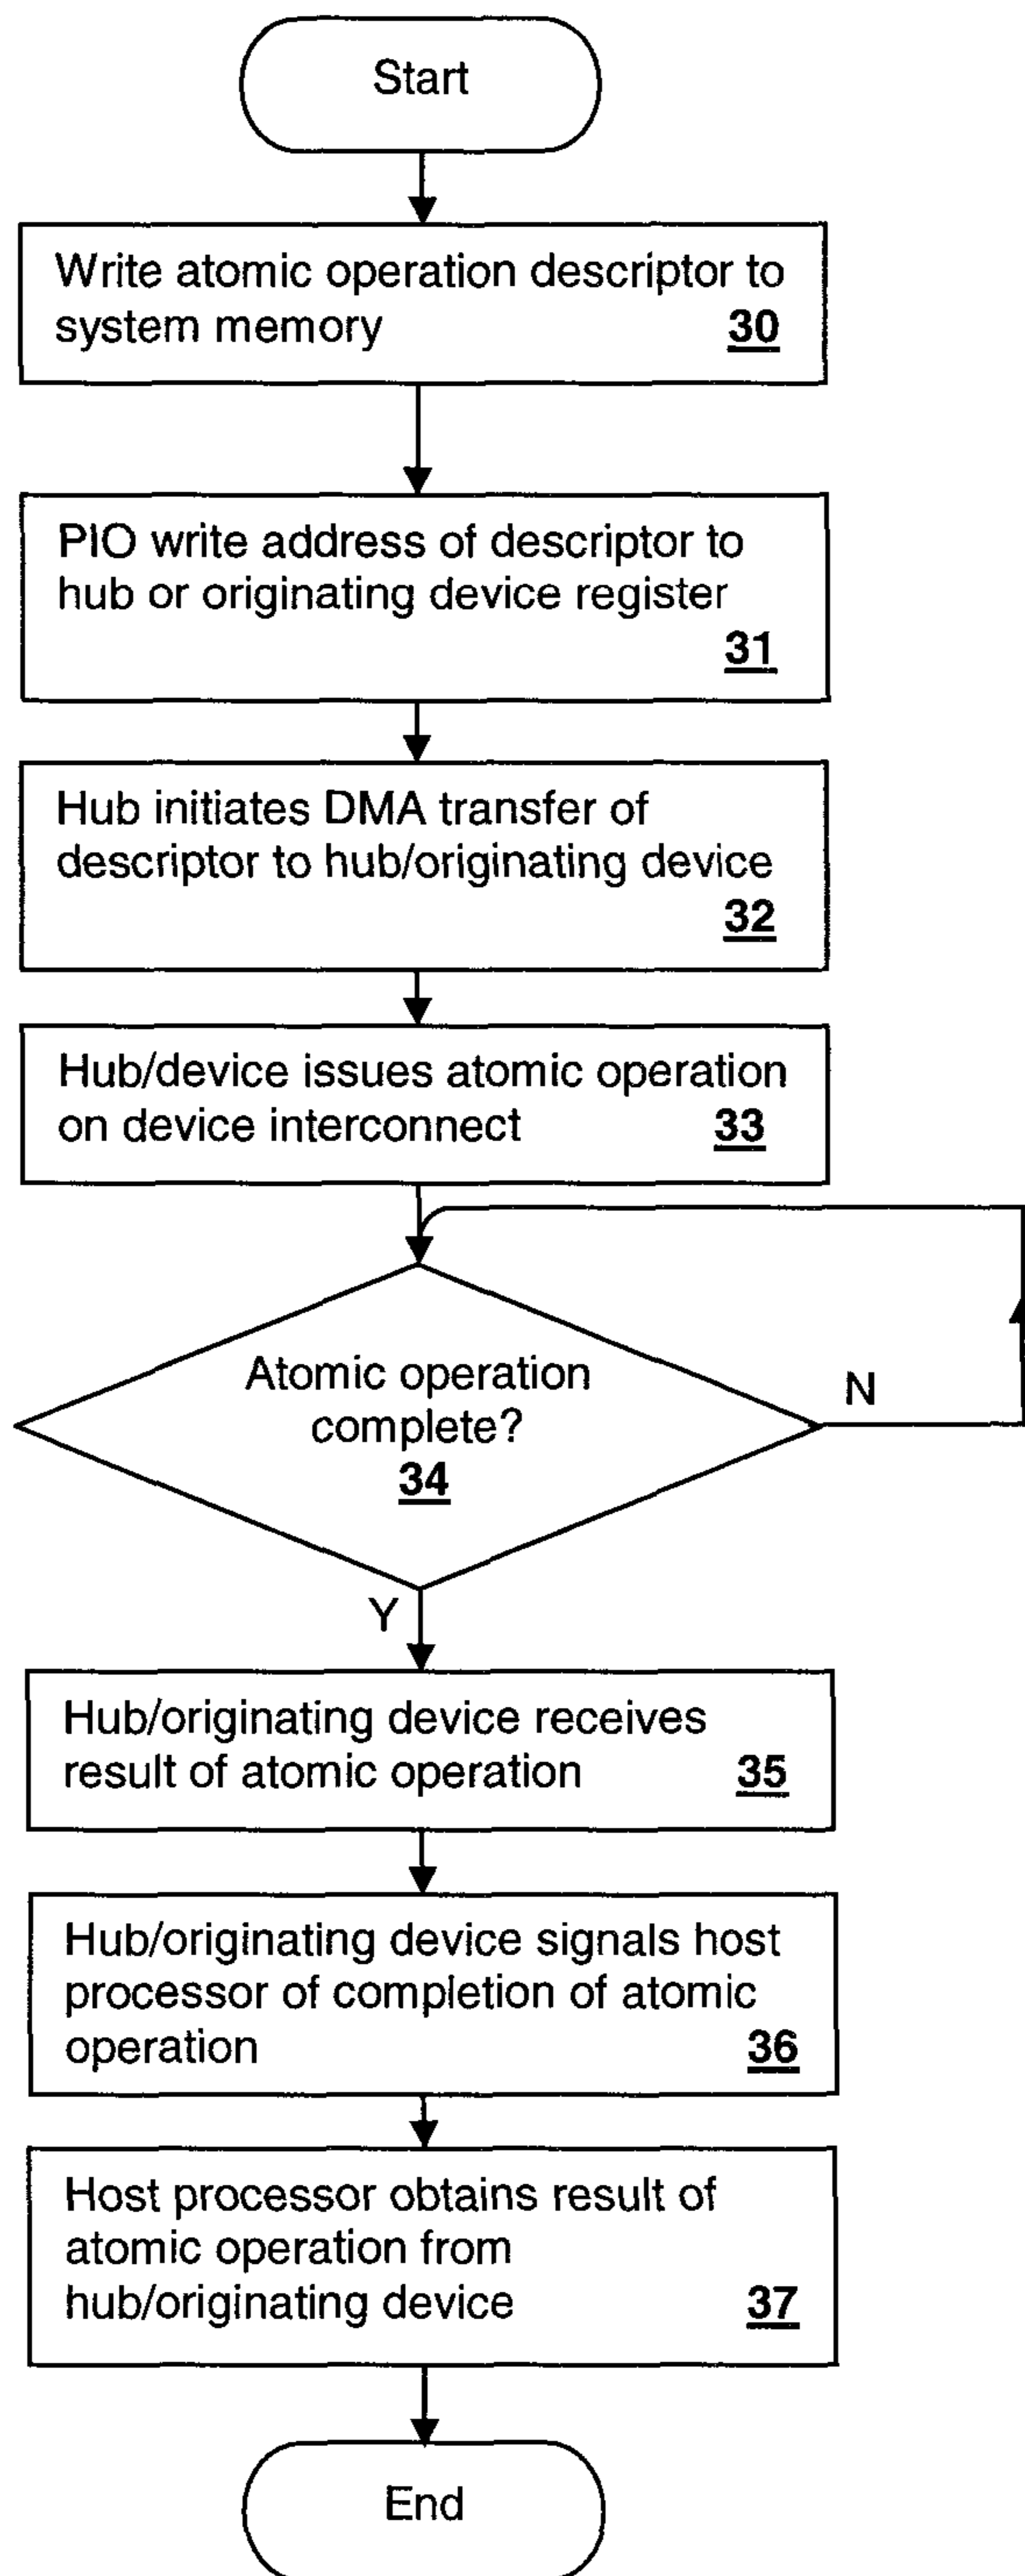 Start
Write atomic operation descriptor to
system memory 30
PIO write address of descriptor to
hub or originating device register
31
Hub initiates DMA transfer of
descriptor to hub/originating device
32
Hub/device issues atomic operation
on device interconnect 33
Atomic operation
complete?
34
N
Y
Hub/originating device receives
result of atomic operation 35
Hub/originating device signals host
processor of completion of atomic
operation 36
Host processor obtains result of
atomic operation from
hub/originating device 37
End